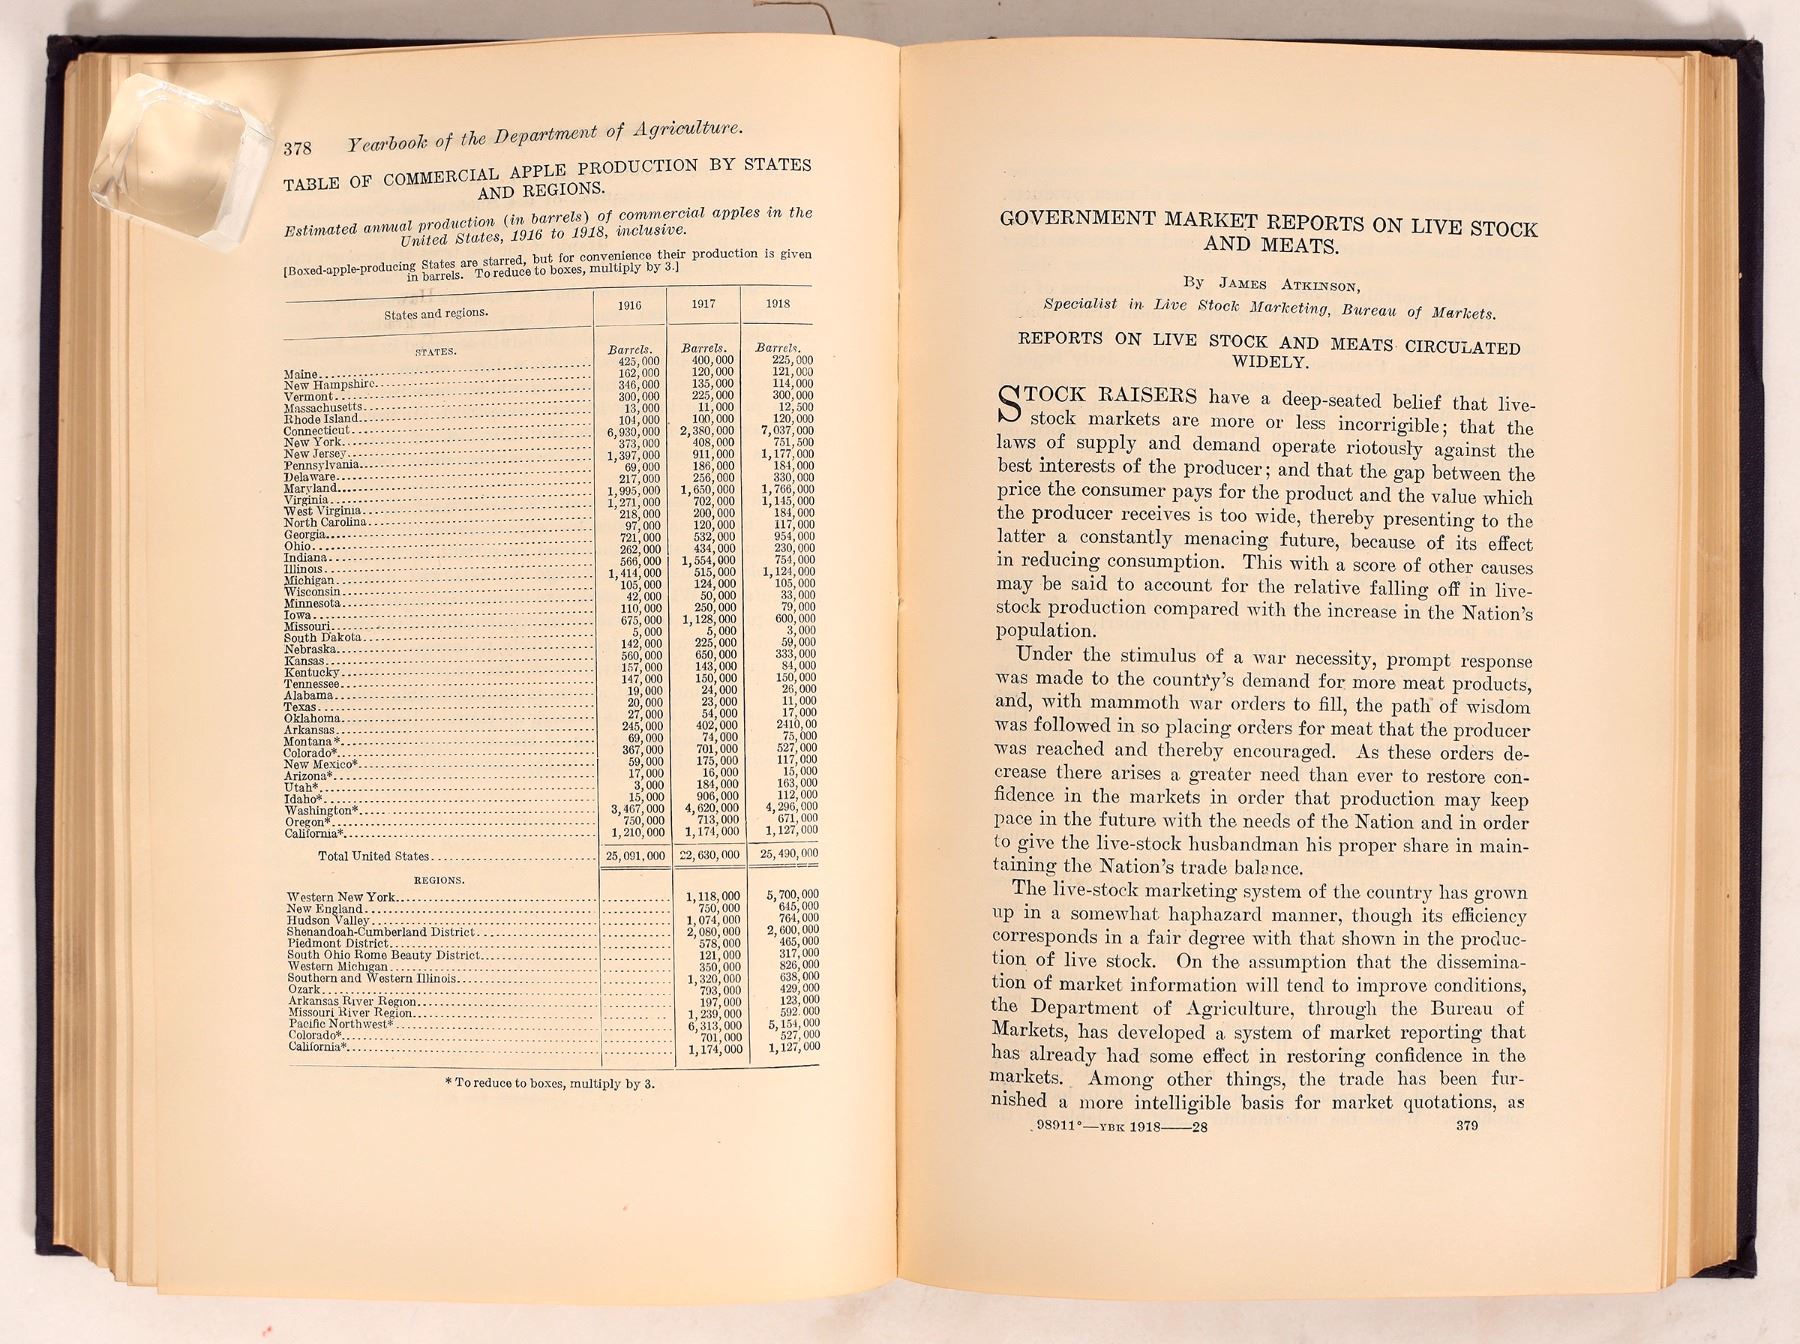 378 Yearbook of the Department of Agriculture.
TABLE OF COMMERCIAL APPLE PRODUCTION BY STATES
AND REGIONS.
Estimated annual production (in barrels) of commercial apples in the
United States, 1916 to 1918, inclusive.
[Boxed-apple-producing States are starred, but for convenience their production is given
in barrels. To reduce to boxes, multiply by 3.]
States and regions. 1916 1917 1918
STATES. Barrels. Barrels. Barrels.
Maine 425,000 400,000 225,000
New Hampshire 162,000 120,000 121,000
Vermont 346,000 135,000 114,000
Massachusetts 300,000 225,000 300,000
Rhode Island 13,000 11,000 12,500
Connecticut 104,000 100,000 120,000
New York 6,930,000 2,380,000 7,037,000
New Jersey 373,000 408,000 751,500
Pennsylvania 1,397,000 911,000 1,177,000
Delaware 69,000 186,000 184,000
Maryland 217,000 256,000 330,000
Virginia 1,995,000 1,650,000 1,766,000
West Virginia 1,271,000 702,000 1,145,000
North Carolina 218,000 200,000 184,000
Georgia 97,000 120,000 117,000
Ohio 721,000 532,000 954,000
Indiana 262,000 434,000 230,000
Illinois 566,000 1,554,000 754,000
Michigan 1,414,000 515,000 1,124,000
Wisconsin 105,000 124,000 105,000
Minnesota 42,000 50,000 33,000
Iowa 110,000 250,000 79,000
Missouri 675,000 1,128,000 600,000
South Dakota 5,000 5,000 3,000
Nebraska 142,000 225,000 59,000
Kansas 560,000 650,000 333,000
Kentucky 157,000 143,000 84,000
Tennessee 147,000 150,000 150,000
Alabama 19,000 24,000 26,000
Texas 20,000 23,000 11,000
Oklahoma 27,000 54,000 17,000
Arkansas 245,000 402,000 2410,00
Montana* 69,000 74,000 75,000
Colorado* 367,000 701,000 527,000
New Mexico* 59,000 175,000 117,000
Arizona* 17,000 16,000 15,000
Utah* 3,000 184,000 163,000
Idaho* 15,000 906,000 112,000
Washington* 3,467,000 4,620,000 4,296,000
Oregon* 750,000 713,000 671,000
California* 1,210,000 1,174,000 1,127,000
Total United States 25,091,000 22,630,000 25,490,000
REGIONS.
Western New York 1,118,000 5,700,000
New England 750,000 645,000
Hudson Valley 1,074,000 764,000
Shenandoah-Cumberland District 2,080,000 2,600,000
Piedmont District 578,000 465,000
South Ohio Rome Beauty District 121,000 317,000
Western Michigan 350,000 826,000
Southern and Western Illinois 1,320,000 638,000
Ozark 793,000 429,000
Arkansas River Region 197,000 123,000
Missouri River Region 1,239,000 592,000
Pacific Northwest* 6,313,000 5,154,000
Colorado* 701,000 527,000
California* 1,174,000 1,127,000
* To reduce to boxes, multiply by 3.
GOVERNMENT MARKET REPORTS ON LIVE STOCK
AND MEATS.
By JAMES ATKINSON,
Specialist in Live Stock Marketing, Bureau of Markets.
REPORTS ON LIVE STOCK AND MEATS CIRCULATED
WIDELY.
STOCK RAISERS have a deep-seated belief that live-
stock markets are more or less incorrigible; that the
laws of supply and demand operate riotously against the
best interests of the producer; and that the gap between the
price the consumer pays for the product and the value which
the producer receives is too wide, thereby presenting to the
latter a constantly menacing future, because of its effect
in reducing consumption. This with a score of other causes
may be said to account for the relative falling off in live-
stock production compared with the increase in the Nation's
population.
Under the stimulus of a war necessity, prompt response
was made to the country's demand for more meat products,
and, with mammoth war orders to fill, the path of wisdom
was followed in so placing orders for meat that the producer
was reached and thereby encouraged. As these orders de-
crease there arises a greater need than ever to restore con-
fidence in the markets in order that production may keep
pace in the future with the needs of the Nation and in order
to give the live-stock husbandman his proper share in main-
taining the Nation's trade balance.
The live-stock marketing system of the country has grown
up in a somewhat haphazard manner, though its efficiency
corresponds in a fair degree with that shown in the produc-
tion of live stock. On the assumption that the dissemina-
tion of market information will tend to improve conditions,
the Department of Agriculture, through the Bureau of
Markets, has developed a system of market reporting that
has already had some effect in restoring confidence in the
markets. Among other things, the trade has been fur-
nished a more intelligible basis for market quotations, as
98911°—YBK 1918——28 379